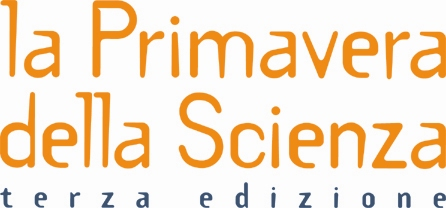 la Primavera
della Scienza
terza edizione